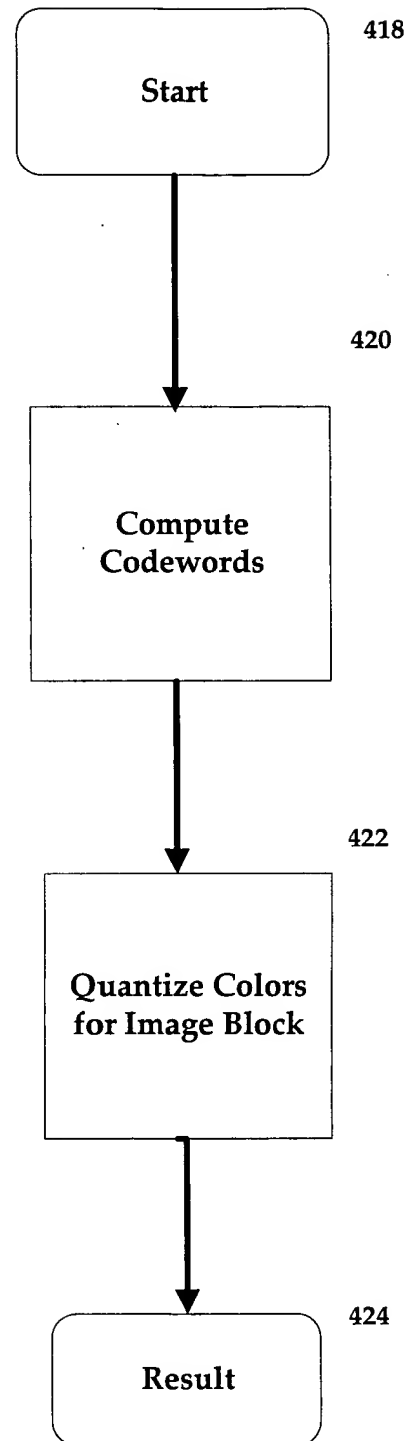 418
Start
420
Compute
Codewords
422
Quantize Colors
for Image Block
424
Result